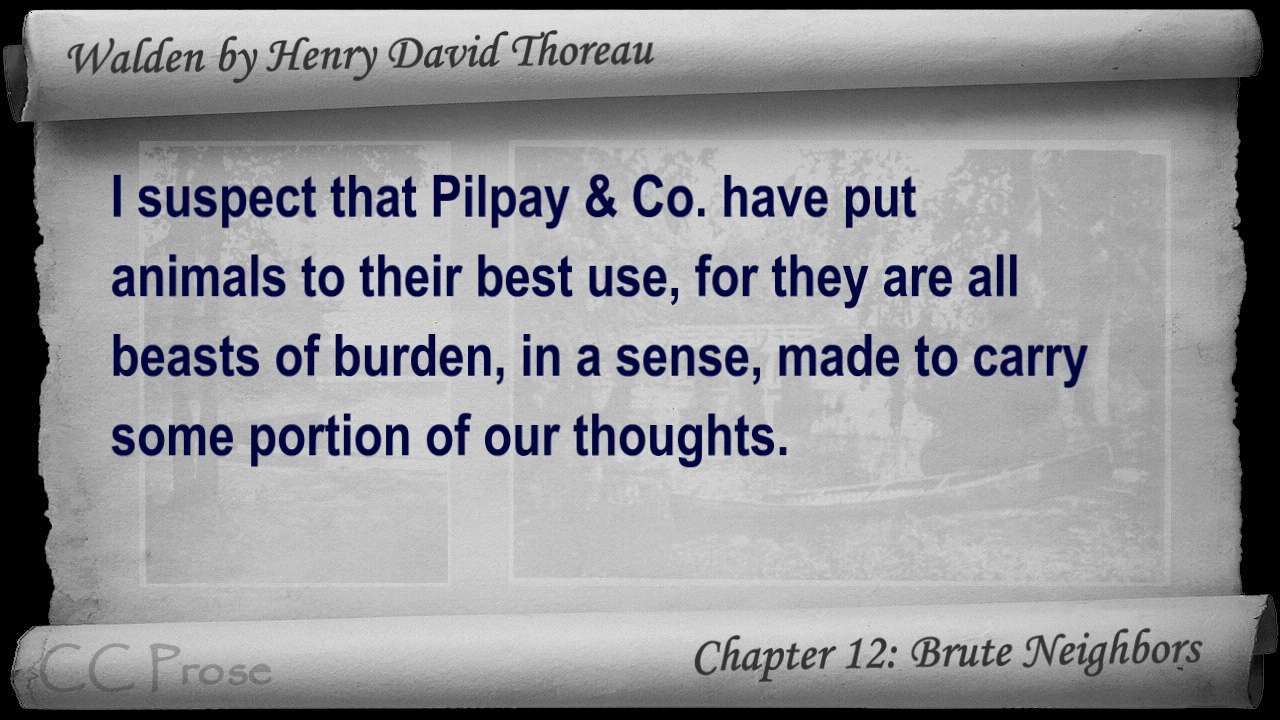 Walden by Henry David Thoreau
I suspect that Pilpay & Co. have put
animals to their best use, for they are all
beasts of burden, in a sense, made to carry
some portion of our thoughts.
CC Prose
Chapter 12: Brute Neighbors